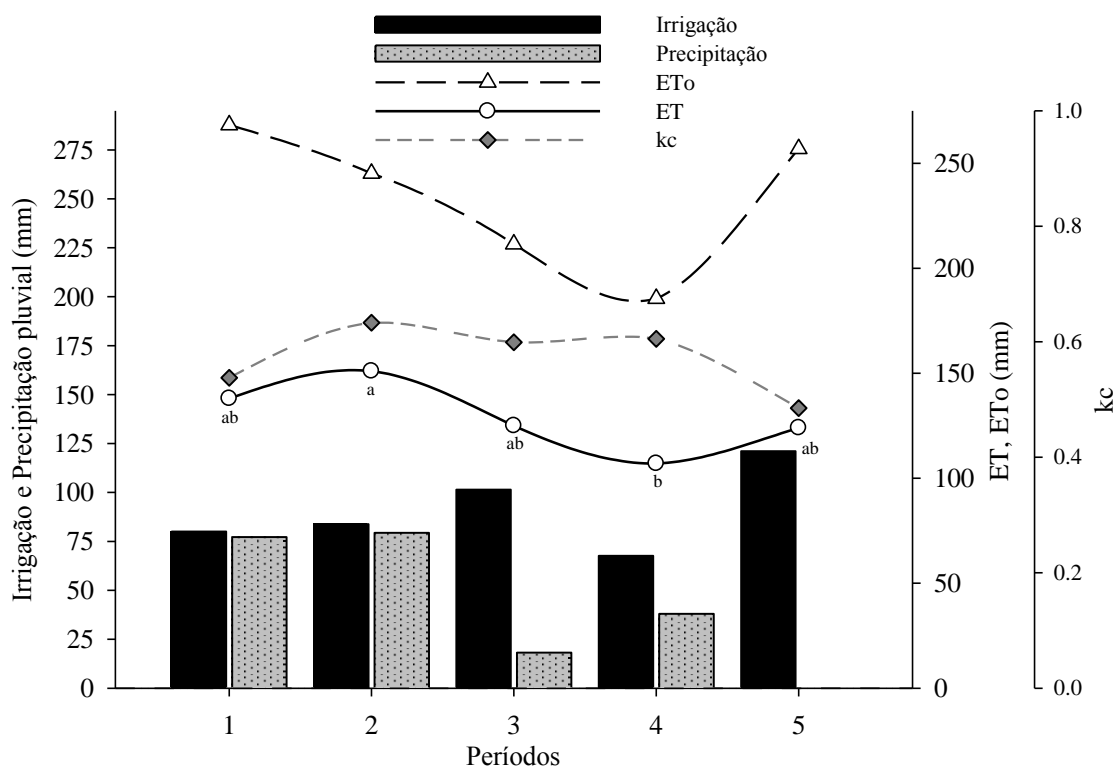 Irrigação
Precipitação
ETo
ET
kc
Irrigação e Precipitação pluvial (mm)
275
250
225
200
175
150
125
100
75
50
25
0
ab
a
ab
b
ab
1
2
3
4
5
Períodos
250
200
150
100
50
0
ET, ETo (mm)
1.0
0.8
0.6
0.4
0.2
0.0
kc